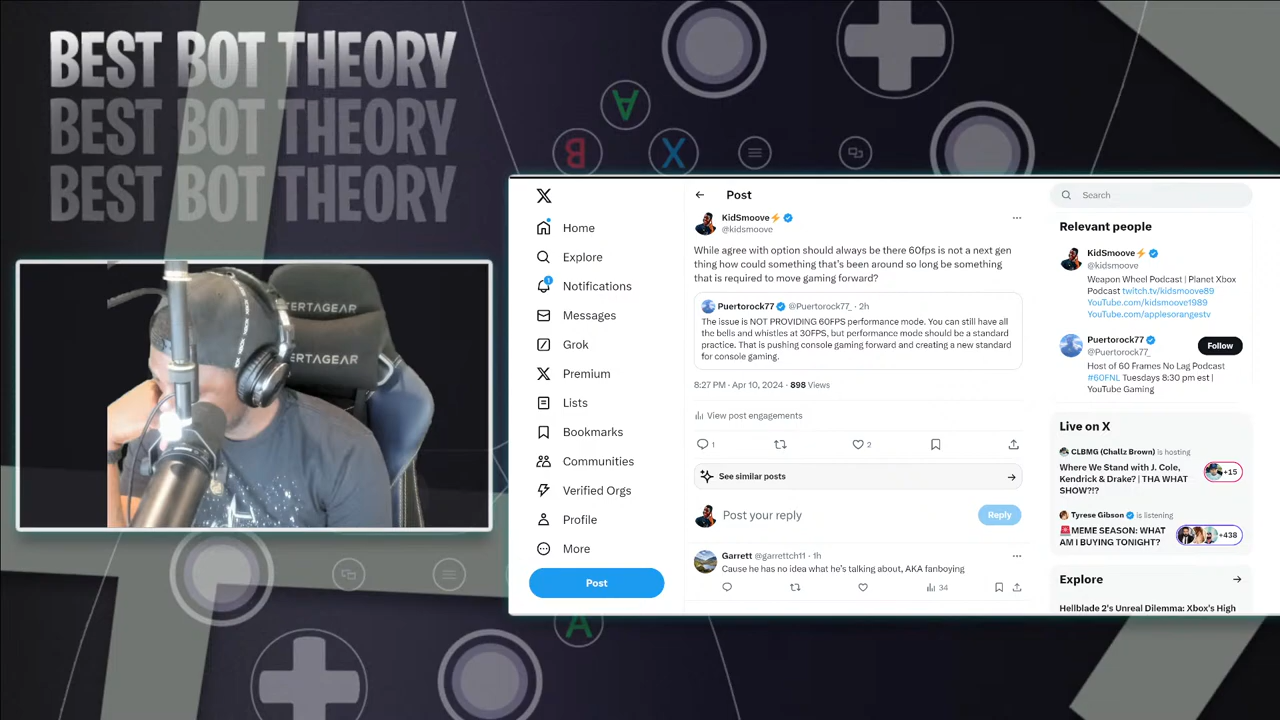 BEST BOT THEORY
BEST BOT THEORY
BEST BOT THEORY
A
B
X
VERTAGEAR
VERTAGEAR
Home
Explore
Notifications
1
Messages
Grok
Premium
Lists
Bookmarks
Communities
Verified Orgs
Profile
More
Post
Post
KidSmoove⚡
@kidsmoove
While agree with option should always be there 60fps is not a next gen
thing how could something that's been around so long be something
that is required to move gaming forward?
Puertorock77 @Puertorock77_ · 2h
The issue is NOT PROVIDING 60FPS performance mode. You can still have all
the bells and whistles at 30FPS, but performance mode should be a standard
practice. That is pushing console gaming forward and creating a new standard
for console gaming.
8:27 PM · Apr 10, 2024 · 898 Views
View post engagements
1
2
See similar posts
Post your reply
Reply
Garrett @garrettch11 · 1h
Cause he has no idea what he's talking about, AKA fanboying
34
Search
Relevant people
KidSmoove⚡
@kidsmoove
Weapon Wheel Podcast | Planet Xbox
Podcast twitch.tv/kidsmoove89
YouTube.com/kidsmoove1989
YouTube.com/applesorangestv
Puertorock77
@Puertorock77_
Follow
Host of 60 Frames No Lag Podcast
#60FNL Tuesdays 8:30 pm est |
YouTube Gaming
Live on X
CLBMG (Challz Brown) is hosting
Where We Stand with J. Cole,
Kendrick & Drake? | THA WHAT
SHOW?!?
+15
Tyrese Gibson is listening
🚨MEME SEASON: WHAT
AM I BUYING TONIGHT?
+438
Explore
Hellblade 2's Unreal Dilemma: Xbox's High
A